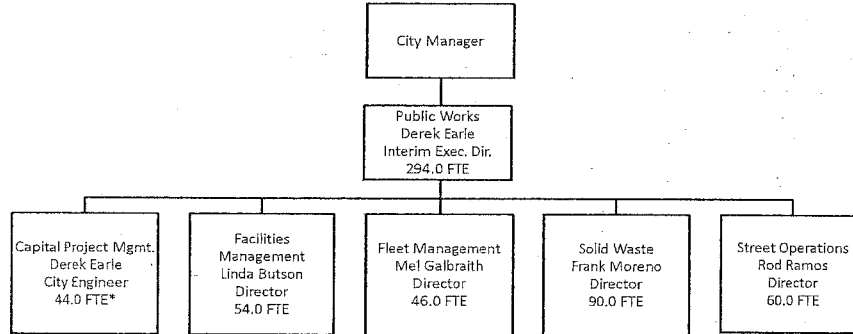 City Manager
Public Works
Derek Earle
Interim Exec. Dir.
294.0 FTE
Capital Project Mgmt.
Derek Earle
City Engineer
44.0 FTE*
Facilities
Management
Linda Butson
Director
54.0 FTE
Fleet Management
Mel Galbraith
Director
46.0 FTE
Solid Waste
Frank Moreno
Director
90.0 FTE
Street Operations
Rod Ramos
Director
60.0 FTE